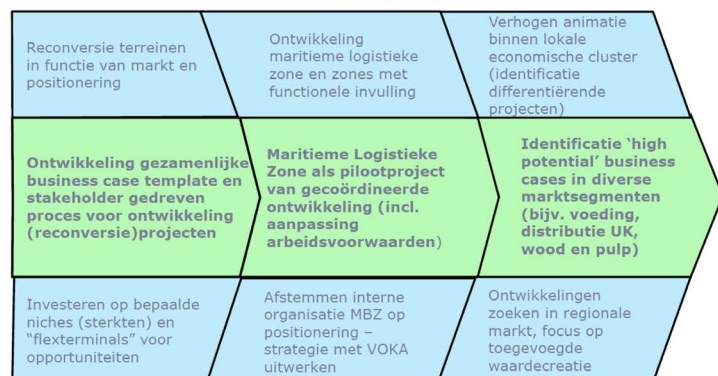 Reconversie terreinen
in functie van markt en
positionering
Ontwikkeling
maritieme logistieke
zone en zones met
functionele invulling
Verhogen animatie
binnen lokale
economische cluster
(identificatie
differentiërende
projecten)
Ontwikkeling gezamenlijke
business case template en
stakeholder gedreven
proces voor ontwikkeling
(reconversie)projecten
Maritieme Logistieke
Zone als pilootproject
van gecoördineerde
ontwikkeling (incl.
aanpassing
arbeidsvoorwaarden)
Identificatie ‘high
potential’ business
cases in diverse
marktsegmenten
(bijv. voeding,
distributie UK,
wood en pulp)
Investeren op bepaalde
niches (sterkten) en
“flexterminals” voor
opportuniteiten
Afstemmen interne
organisatie MBZ op
positionering –
strategie met VOKA
uitwerken
Ontwikkelingen
zoeken in regionale
markt, focus op
toegevoegde
waardecreatie